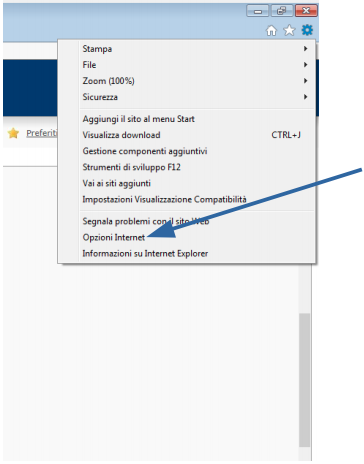 Stampa
File
Zoom (100%)
Sicurezza
Preferiti
Aggiungi il sito al menu Start
Visualizza download CTRL+J
Gestione componenti aggiuntivi
Strumenti di sviluppo F12
Vai ai siti aggiunti
Impostazioni Visualizzazione Compatibilità
Segnala problemi con il sito Web
Opzioni Internet
Informazioni su Internet Explorer